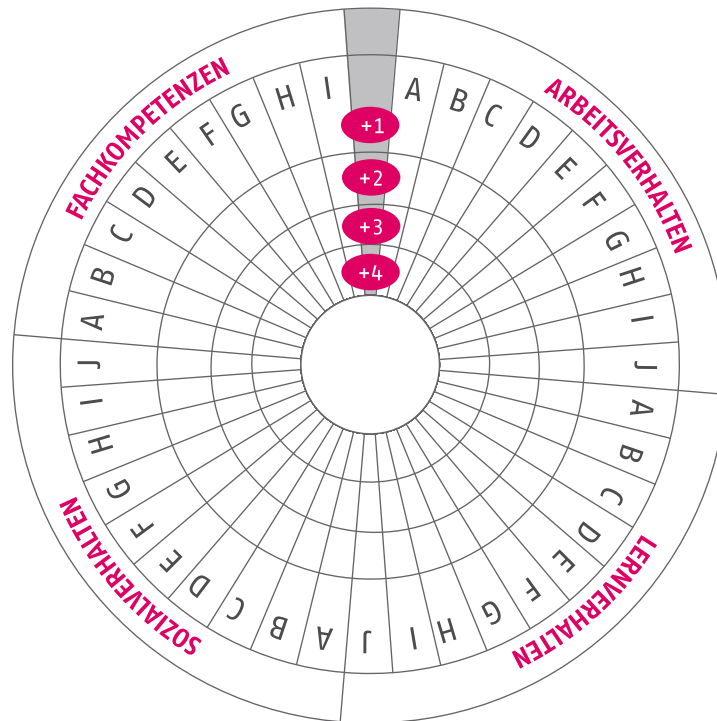 +1
+2
+3
+4
ARBEITSVERHALTEN
A
B
C
D
E
F
G
H
I
J
LERNVERHALTEN
A
B
C
D
E
F
G
H
I
J
SOZIALVERHALTEN
A
B
C
D
E
F
G
H
I
J
FACHKOMPETENZEN
A
B
C
D
E
F
G
H
I